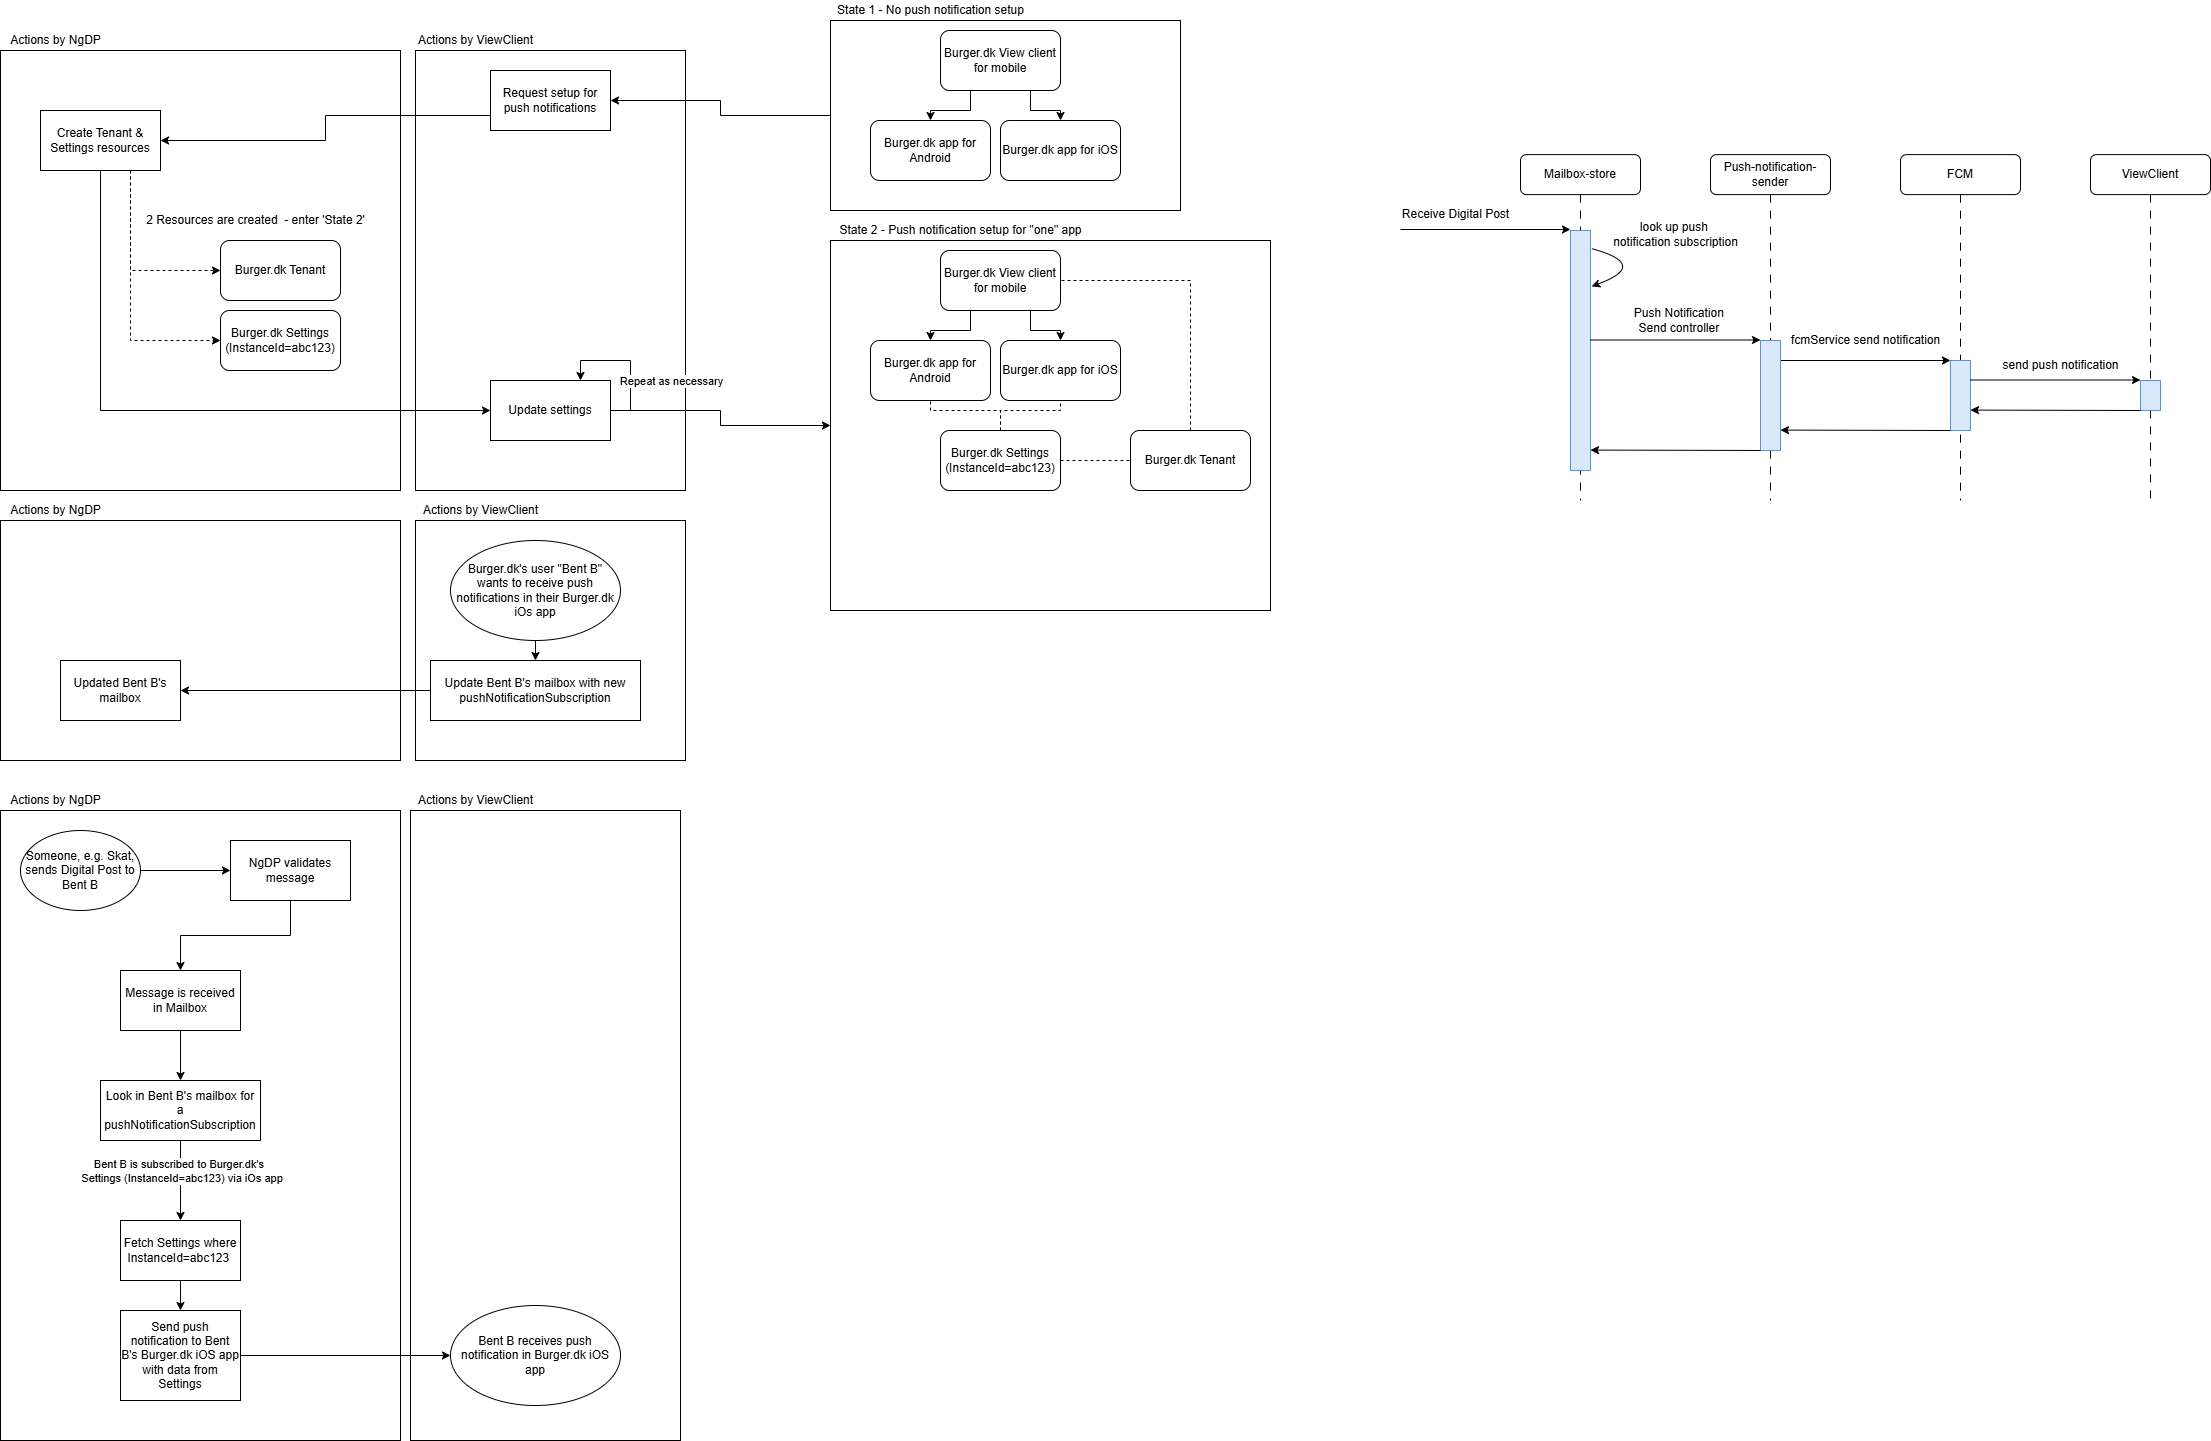 State 1 - No push notification setup
Actions by NgDP
Actions by ViewClient
Burger.dk View client
for mobile
Request setup for
push notifications
Create Tenant &
Settings resources
Burger.dk app for
Android
Burger.dk app for iOS
2 Resources are created  - enter 'State 2'
Burger.dk Tenant
Burger.dk Settings
(InstanceId=abc123)
Repeat as necessary
Update settings
State 2 - Push notification setup for "one" app
Burger.dk View client
for mobile
Burger.dk app for
Android
Burger.dk app for iOS
Burger.dk Settings
(InstanceId=abc123)
Burger.dk Tenant
Mailbox-store
Push-notification-
sender
FCM
ViewClient
Receive Digital Post
look up push
notification subscription
Push Notification
Send controller
fcmService send notification
send push notification
Actions by NgDP
Actions by ViewClient
Burger.dk's user "Bent B"
wants to receive push
notifications in their Burger.dk
iOs app
Updated Bent B's
mailbox
Update Bent B's mailbox with new
pushNotificationSubscription
Actions by NgDP
Actions by ViewClient
Someone, e.g. Skat,
sends Digital Post to
Bent B
NgDP validates
message
Message is received
in Mailbox
Look in Bent B's mailbox for
a
pushNotificationSubscription
Bent B is subscribed to Burger.dk's
Settings (InstanceId=abc123) via iOs app
Fetch Settings where
InstanceId=abc123
Send push
notification to Bent
B's Burger.dk iOS app
with data from
Settings
Bent B receives push
notification in Burger.dk iOS
app